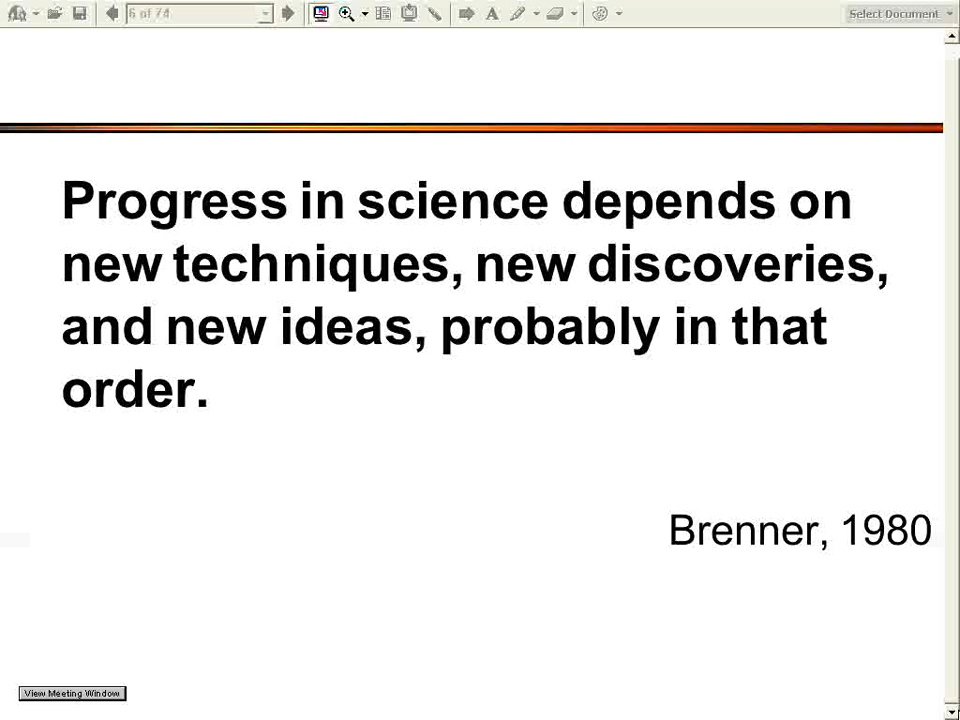 6 of 74
Select Document
Progress in science depends on
new techniques, new discoveries,
and new ideas, probably in that
order.
Brenner, 1980
View Meeting Window